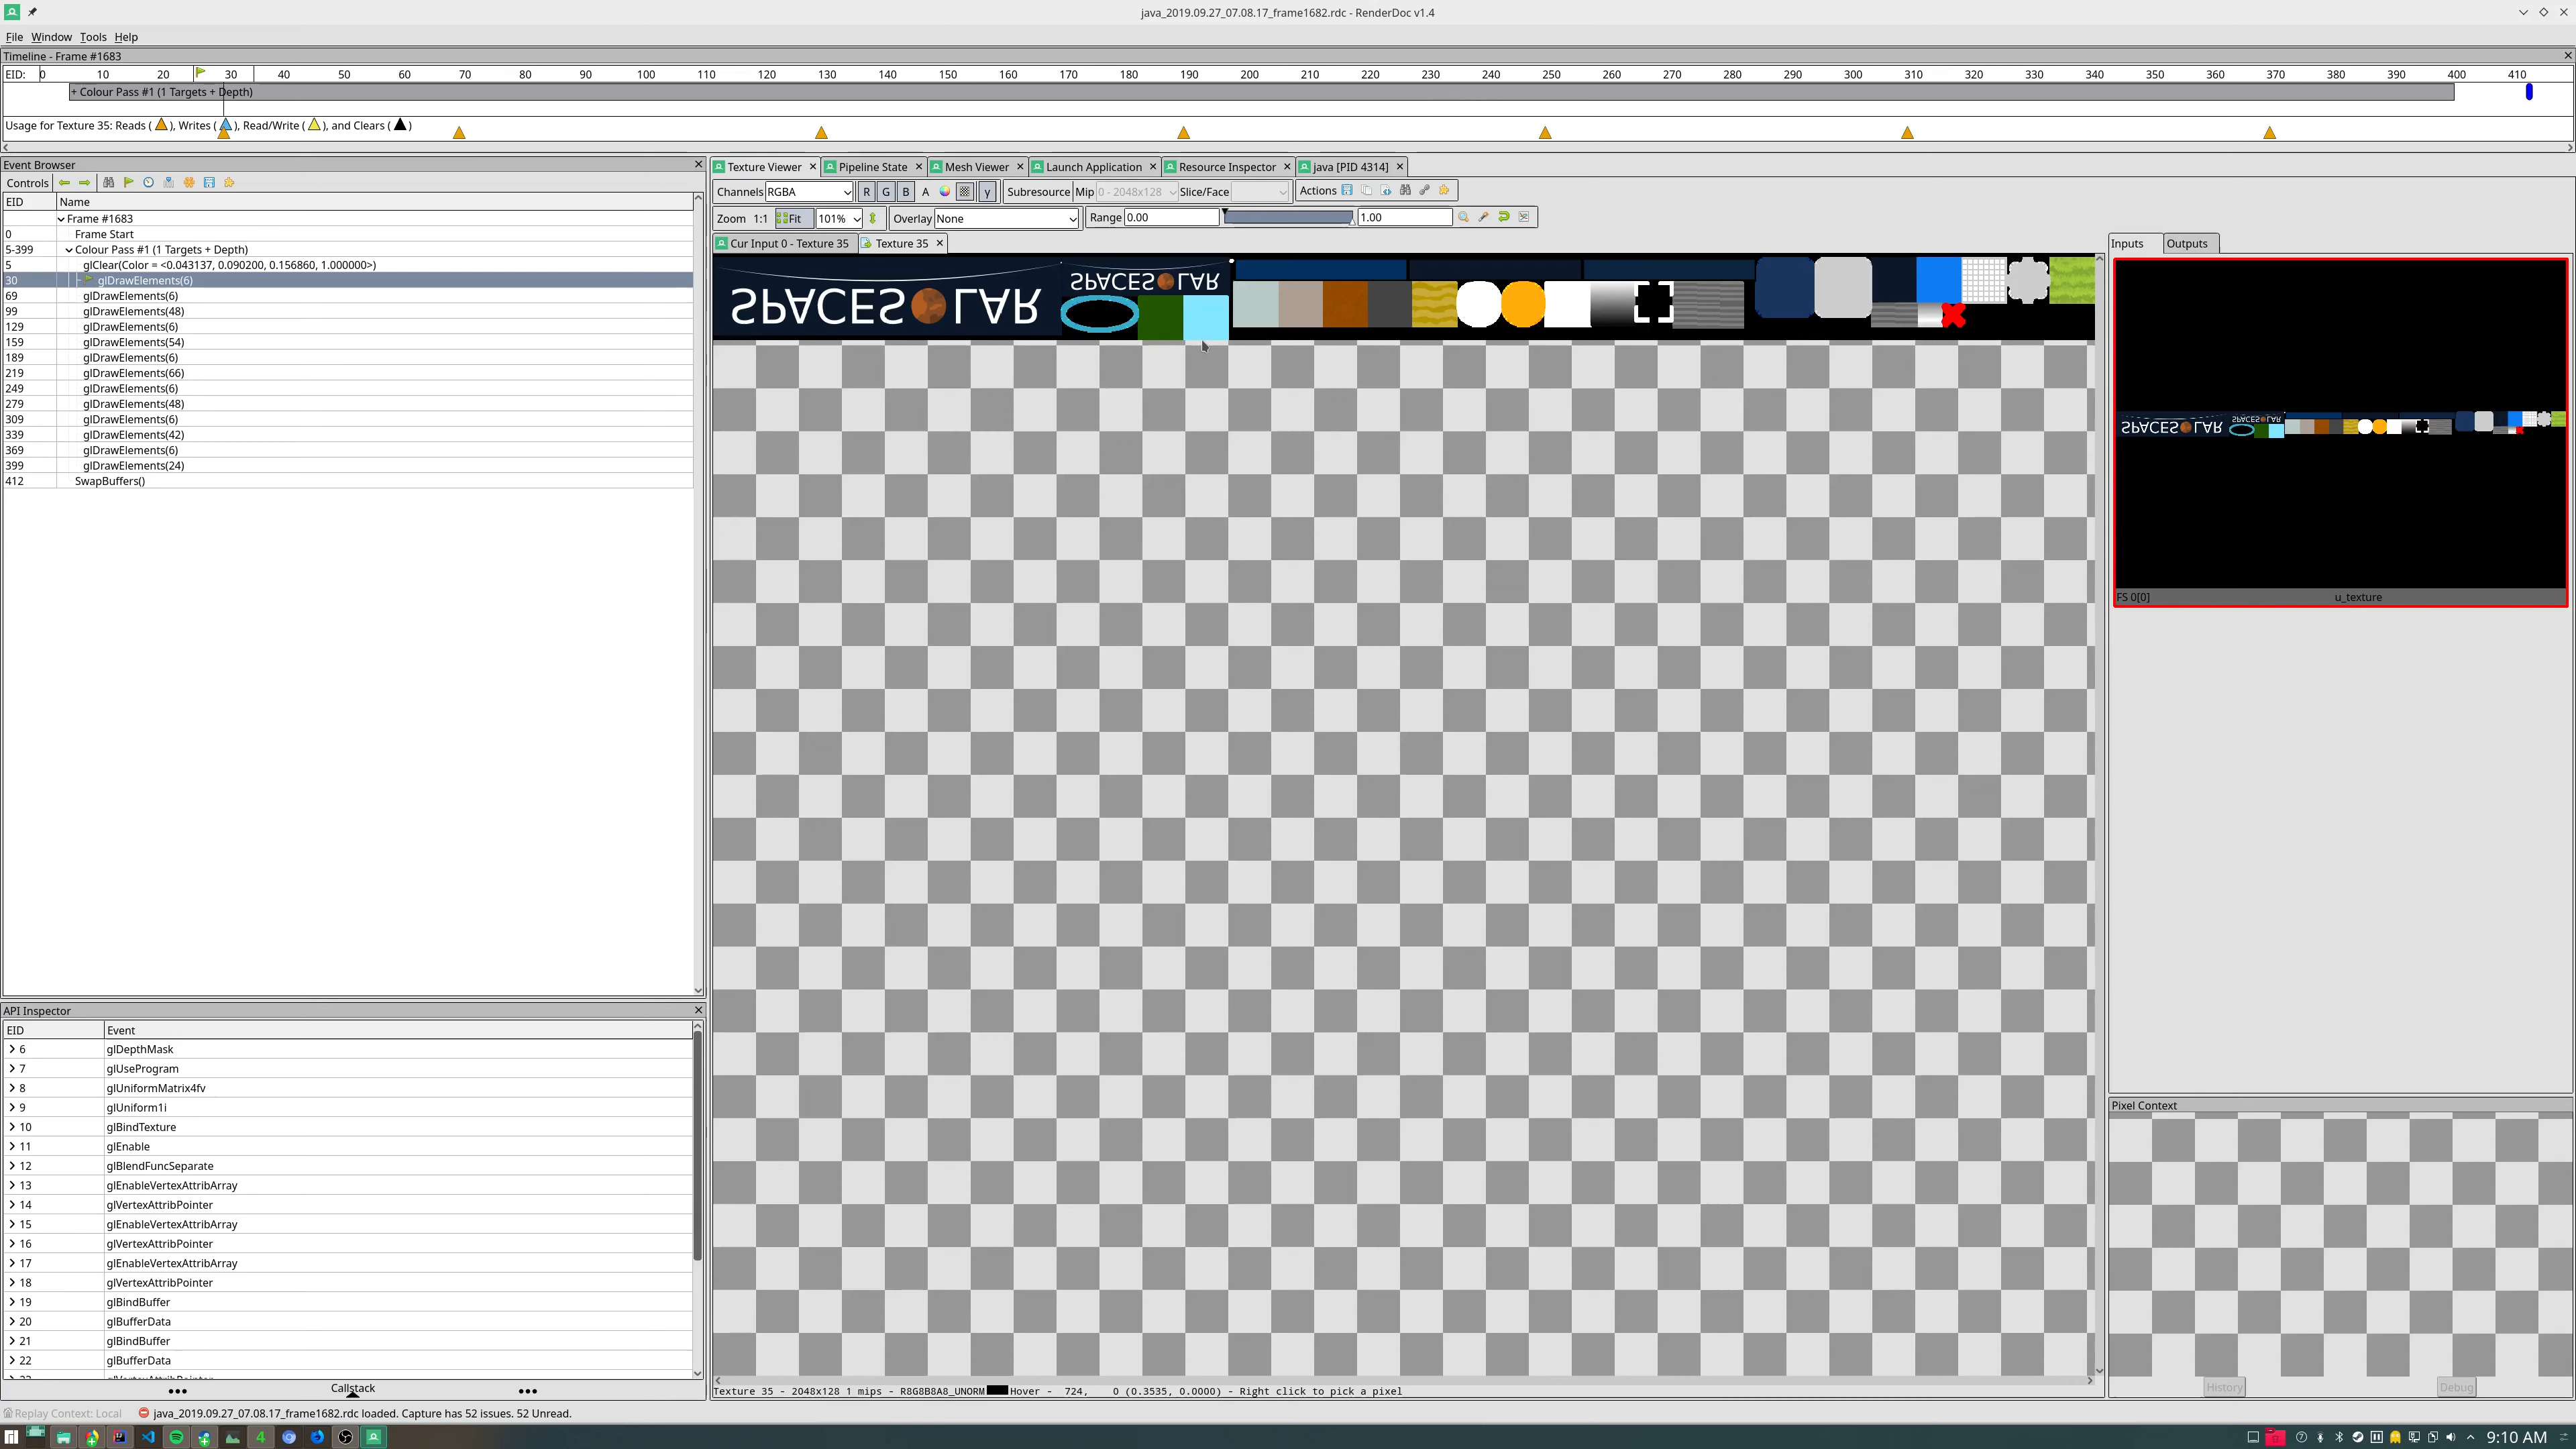 java_2019.09.27_07.08.17_frame1682.rdc - RenderDoc v1.4
File Window Tools Help
Timeline - Frame #1683
EID: 0 10 20 30 40 50 60 70 80 90 100 110 120 130 140 150 160 170 180 190 200 210 220 230 240 250 260 270 280 290 300 310 320 330 340 350 360 370 380 390 400 410
+ Colour Pass #1 (1 Targets + Depth)
Usage for Texture 35: Reads ( ), Writes ( ), Read/Write ( ), and Clears ( )
Event Browser
Controls
EID Name
Frame #1683
0 Frame Start
5-399 Colour Pass #1 (1 Targets + Depth)
5 glClear(Color = <0.043137, 0.090200, 0.156860, 1.000000>)
30 glDrawElements(6)
69 glDrawElements(6)
99 glDrawElements(48)
129 glDrawElements(6)
159 glDrawElements(54)
189 glDrawElements(6)
219 glDrawElements(66)
249 glDrawElements(6)
279 glDrawElements(48)
309 glDrawElements(6)
339 glDrawElements(42)
369 glDrawElements(6)
399 glDrawElements(24)
412 SwapBuffers()
API Inspector
EID Event
6 glDepthMask
7 glUseProgram
8 glUniformMatrix4fv
9 glUniform1i
10 glBindTexture
11 glEnable
12 glBlendFuncSeparate
13 glEnableVertexAttribArray
14 glVertexAttribPointer
15 glEnableVertexAttribArray
16 glVertexAttribPointer
17 glEnableVertexAttribArray
18 glVertexAttribPointer
19 glBindBuffer
20 glBufferData
21 glBindBuffer
22 glBufferData
Callstack
Texture Viewer Pipeline State Mesh Viewer Launch Application Resource Inspector java [PID 4314]
Channels RGBA R G B A γ Subresource Mip 0 - 2048x128 Slice/Face Actions
Zoom 1:1 Fit 101% Overlay None Range 0.00 1.00
Cur Input 0 - Texture 35 Texture 35
SPACES LAR
SPACES LAR
Texture 35 - 2048x128 1 mips - R8G8B8A8_UNORM Hover - 724, 0 (0.3535, 0.0000) - Right click to pick a pixel
Inputs Outputs
SPACES LAR
SPACES LAR
FS 0[0] u_texture
Pixel Context
History Debug
Replay Context: Local java_2019.09.27_07.08.17_frame1682.rdc loaded. Capture has 52 issues. 52 Unread.
9:10 AM